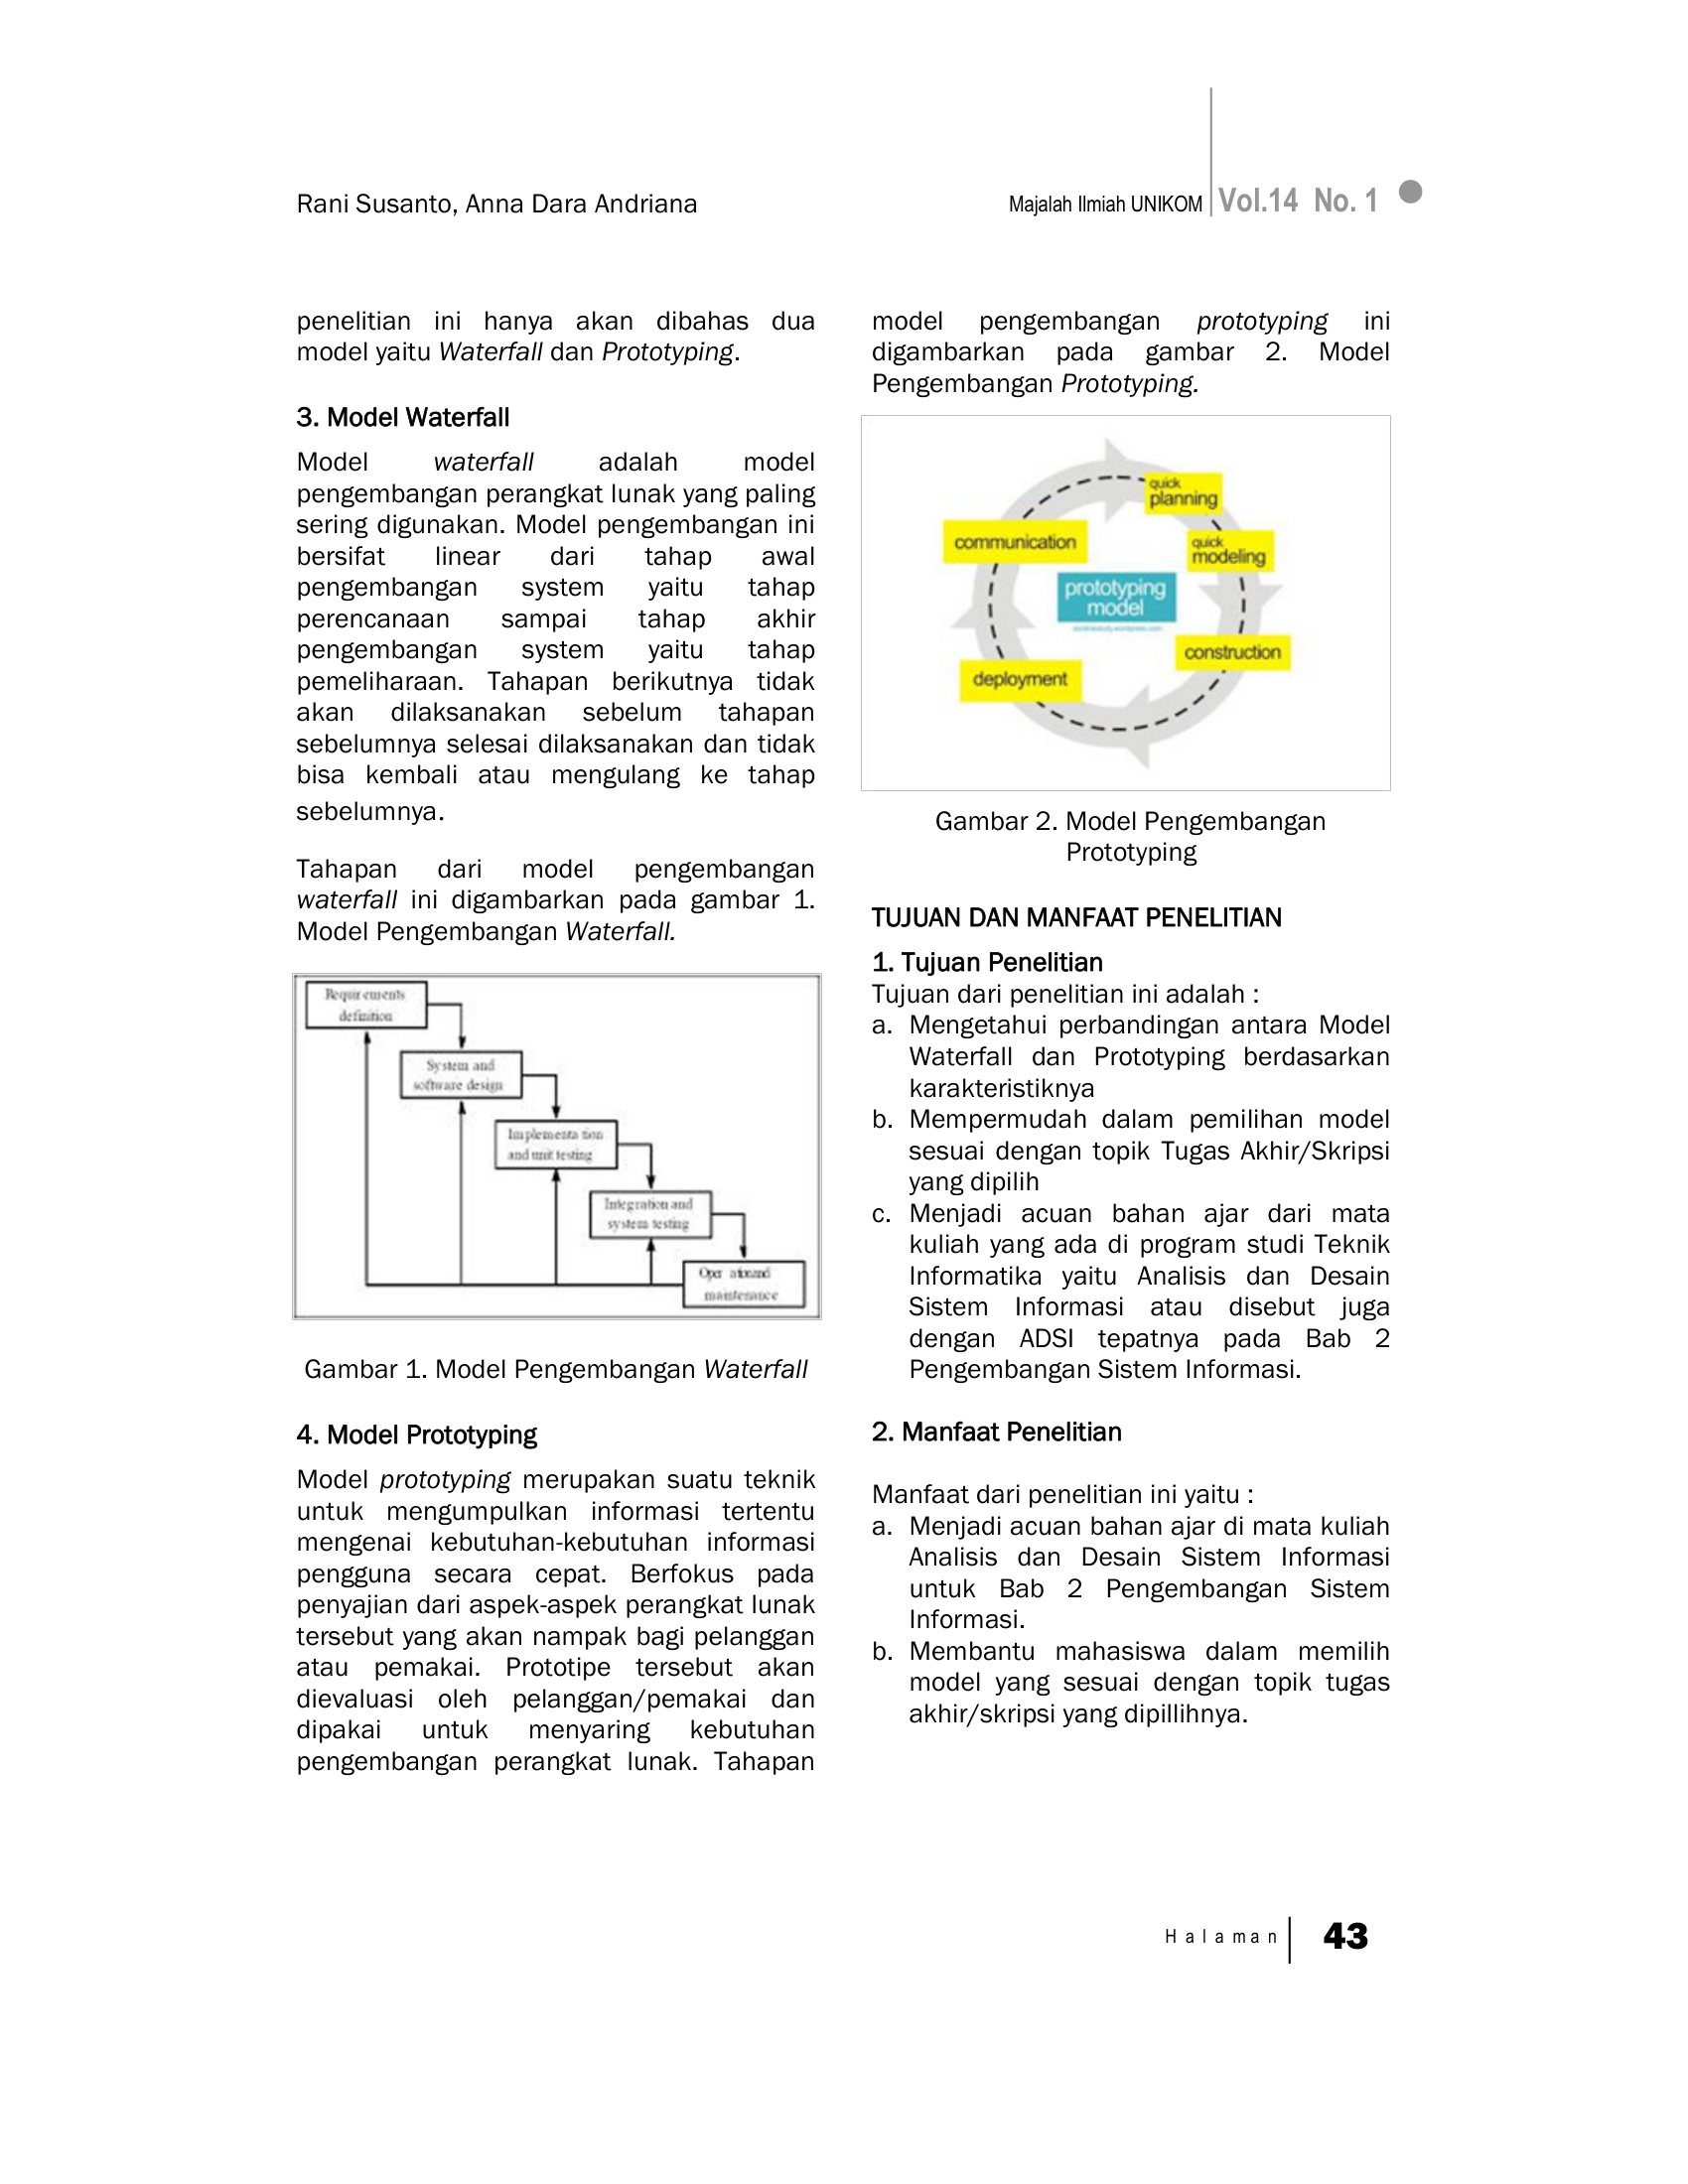 Rani Susanto, Anna Dara Andriana
Majalah Ilmiah UNIKOM
Vol.14 No. 1
penelitian ini hanya akan dibahas dua
model yaitu Waterfall dan Prototyping.
3. Model Waterfall
Model waterfall adalah model
pengembangan perangkat lunak yang paling
sering digunakan. Model pengembangan ini
bersifat linear dari tahap awal
pengembangan system yaitu tahap
perencanaan sampai tahap akhir
pengembangan system yaitu tahap
pemeliharaan. Tahapan berikutnya tidak
akan dilaksanakan sebelum tahapan
sebelumnya selesai dilaksanakan dan tidak
bisa kembali atau mengulang ke tahap
sebelumnya.
Tahapan dari model pengembangan
waterfall ini digambarkan pada gambar 1.
Model Pengembangan Waterfall.
Requirements
definition
System and
software design
Implementation
and unit testing
Integration and
system testing
Operation and
maintenance
Gambar 1. Model Pengembangan Waterfall
4. Model Prototyping
Model prototyping merupakan suatu teknik
untuk mengumpulkan informasi tertentu
mengenai kebutuhan-kebutuhan informasi
pengguna secara cepat. Berfokus pada
penyajian dari aspek-aspek perangkat lunak
tersebut yang akan nampak bagi pelanggan
atau pemakai. Prototipe tersebut akan
dievaluasi oleh pelanggan/pemakai dan
dipakai untuk menyaring kebutuhan
pengembangan perangkat lunak. Tahapan
model pengembangan prototyping ini
digambarkan pada gambar 2. Model
Pengembangan Prototyping.
quick
planning
communication
quick
modeling
prototyping
model
construction
deployment
Gambar 2. Model Pengembangan
Prototyping
TUJUAN DAN MANFAAT PENELITIAN
1. Tujuan Penelitian
Tujuan dari penelitian ini adalah :
a. Mengetahui perbandingan antara Model
Waterfall dan Prototyping berdasarkan
karakteristiknya
b. Mempermudah dalam pemilihan model
sesuai dengan topik Tugas Akhir/Skripsi
yang dipilih
c. Menjadi acuan bahan ajar dari mata
kuliah yang ada di program studi Teknik
Informatika yaitu Analisis dan Desain
Sistem Informasi atau disebut juga
dengan ADSI tepatnya pada Bab 2
Pengembangan Sistem Informasi.
2. Manfaat Penelitian
Manfaat dari penelitian ini yaitu :
a. Menjadi acuan bahan ajar di mata kuliah
Analisis dan Desain Sistem Informasi
untuk Bab 2 Pengembangan Sistem
Informasi.
b. Membantu mahasiswa dalam memilih
model yang sesuai dengan topik tugas
akhir/skripsi yang dipillihnya.
Halaman
43